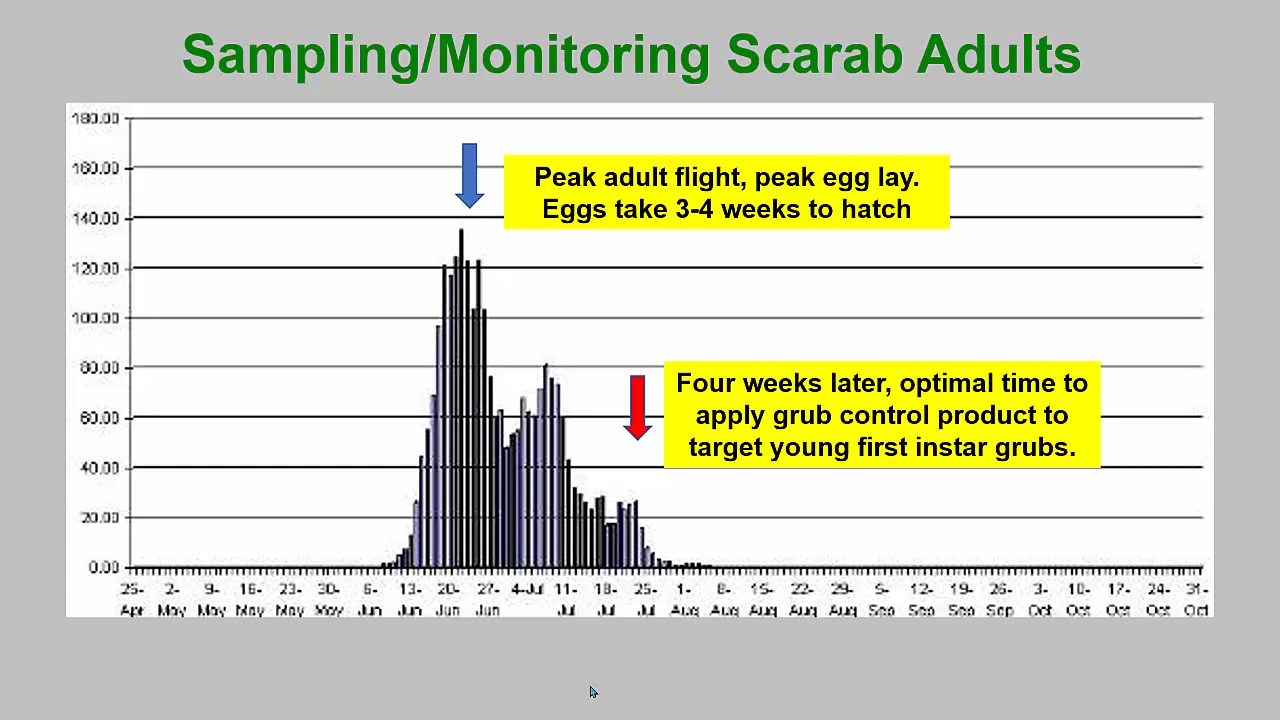 Sampling/Monitoring Scarab Adults
180.00
160.00
140.00
120.00
100.00
80.00
60.00
40.00
20.00
0.00
Peak adult flight, peak egg lay.
Eggs take 3-4 weeks to hatch
Four weeks later, optimal time to
apply grub control product to
target young first instar grubs.
25- 2- 9- 16- 23- 30- 6- 13- 20- 27- 4-Jul 11- 18- 25- 1- 8- 15- 22- 29- 5- 12- 19- 26- 3- 10- 17- 24- 31-
Apr May May May May May Jun Jun Jun Jun Jul Jul Jul Aug Aug Aug Aug Aug Sep Sep Sep Sep Oct Oct Oct Oct Oct